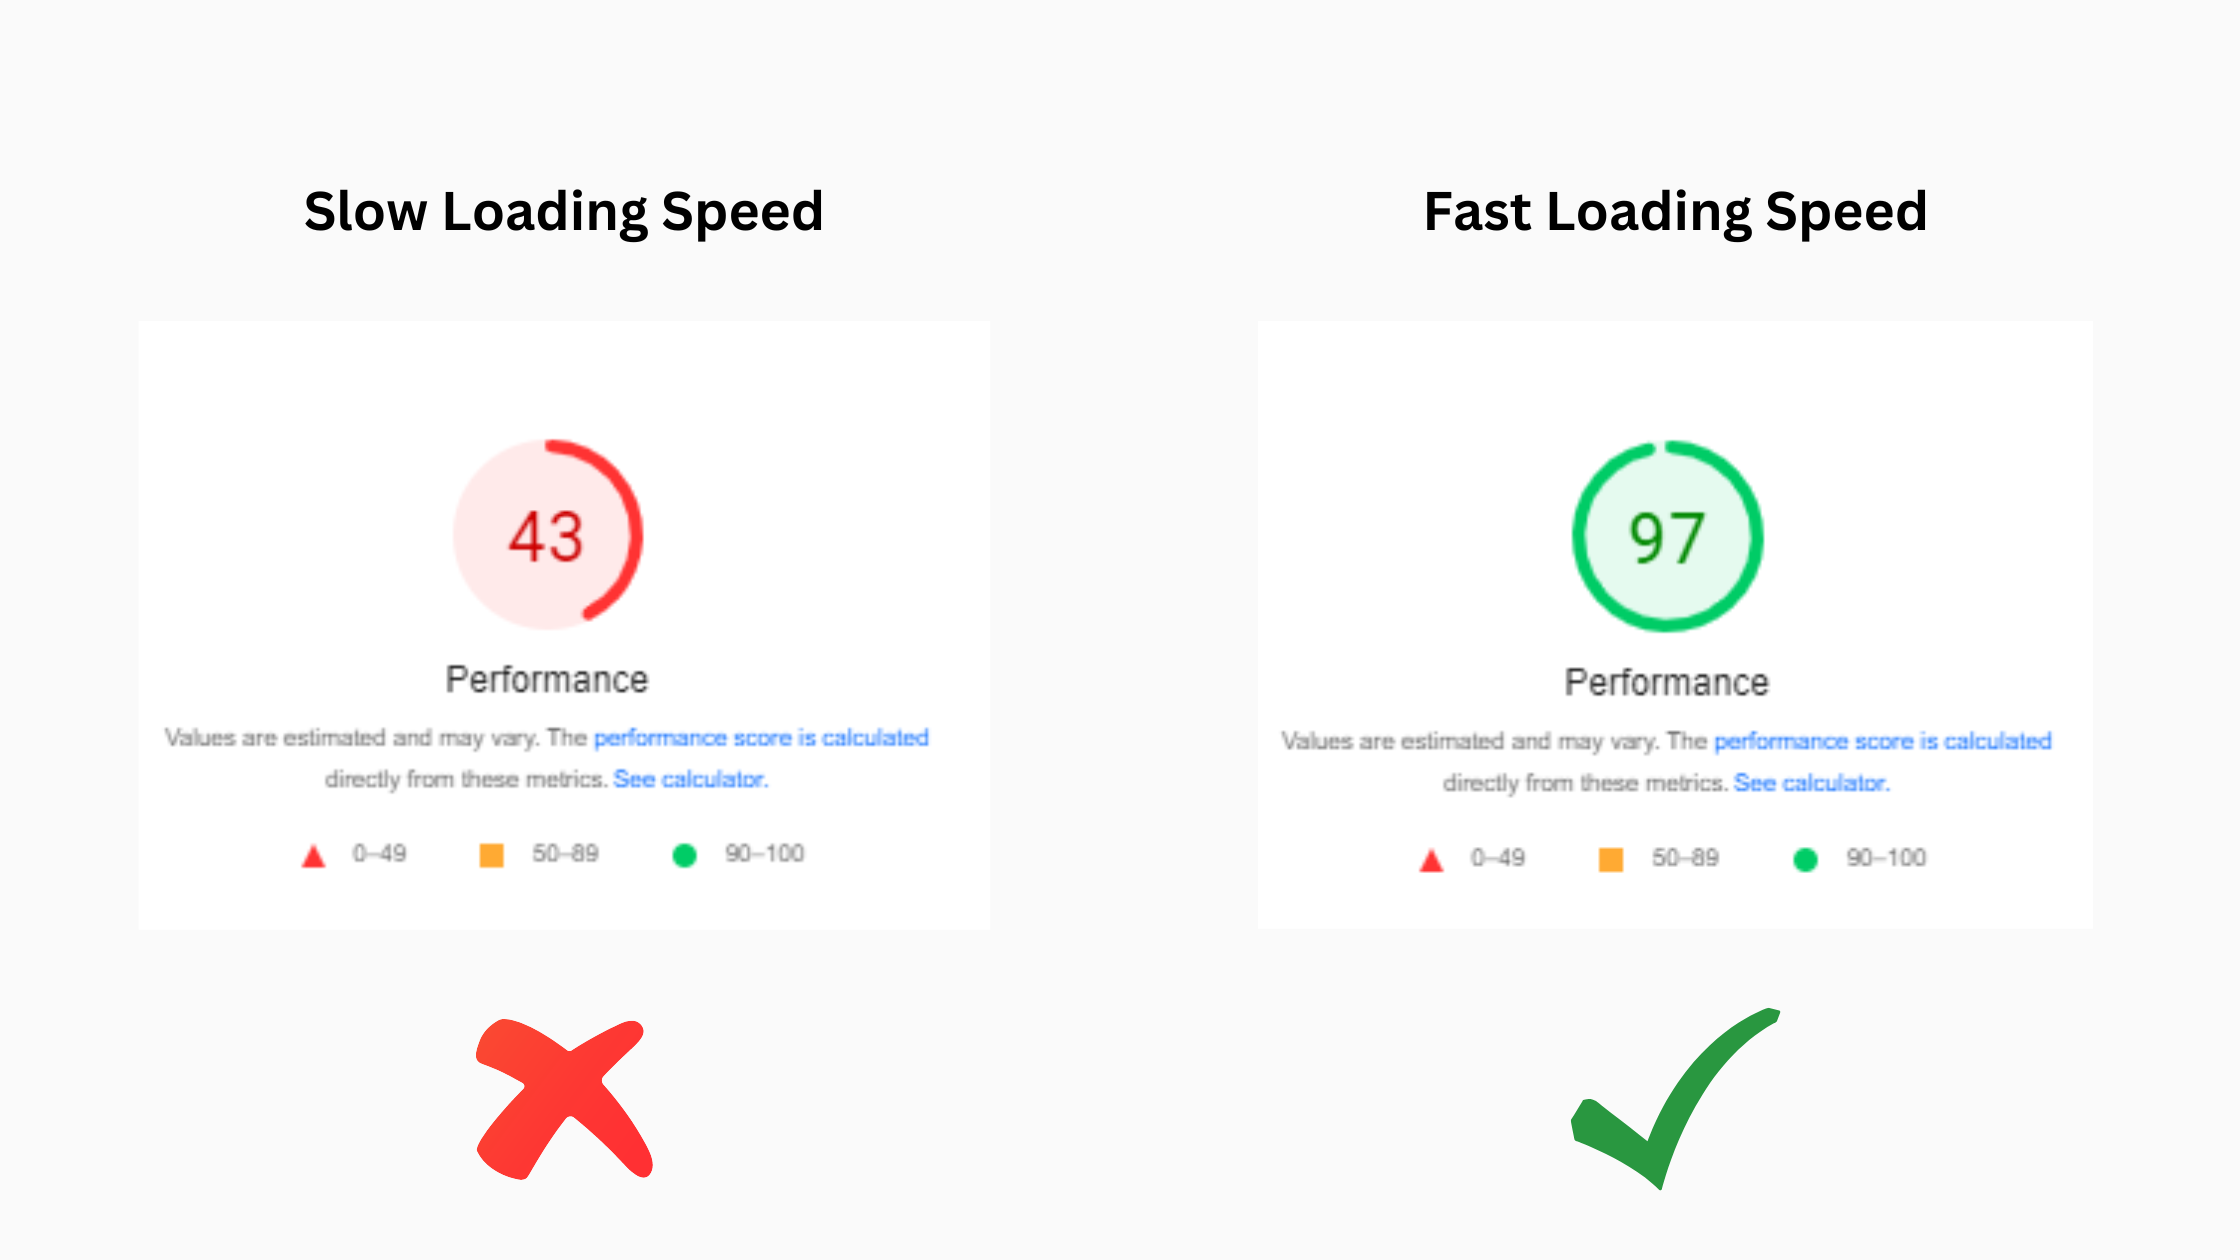 Slow Loading Speed
43
Performance
Values are estimated and may vary. The performance score is calculated
directly from these metrics. See calculator.
0–49
50–89
90–100
Fast Loading Speed
97
Performance
Values are estimated and may vary. The performance score is calculated
directly from these metrics. See calculator.
0–49
50–89
90–100